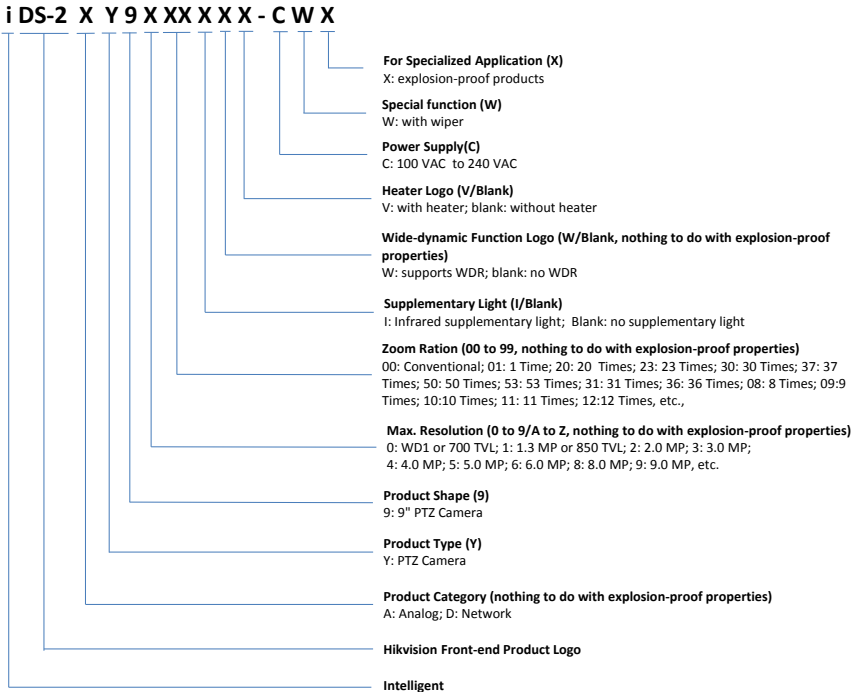 i DS-2 X Y 9 X XX X X X - C W X
For Specialized Application (X)
X: explosion-proof products
Special function (W)
W: with wiper
Power Supply(C)
C: 100 VAC to 240 VAC
Heater Logo (V/Blank)
V: with heater; blank: without heater
Wide-dynamic Function Logo (W/Blank, nothing to do with explosion-proof
properties)
W: supports WDR; blank: no WDR
Supplementary Light (I/Blank)
I: Infrared supplementary light; Blank: no supplementary light
Zoom Ration (00 to 99, nothing to do with explosion-proof properties)
00: Conventional; 01: 1 Time; 20: 20 Times; 23: 23 Times; 30: 30 Times; 37: 37
Times; 50: 50 Times; 53: 53 Times; 31: 31 Times; 36: 36 Times; 08: 8 Times; 09:9
Times; 10:10 Times; 11: 11 Times; 12:12 Times, etc.,
Max. Resolution (0 to 9/A to Z, nothing to do with explosion-proof properties)
0: WD1 or 700 TVL; 1: 1.3 MP or 850 TVL; 2: 2.0 MP; 3: 3.0 MP;
4: 4.0 MP; 5: 5.0 MP; 6: 6.0 MP; 8: 8.0 MP; 9: 9.0 MP, etc.
Product Shape (9)
9: 9" PTZ Camera
Product Type (Y)
Y: PTZ Camera
Product Category (nothing to do with explosion-proof properties)
A: Analog; D: Network
Hikvision Front-end Product Logo
Intelligent